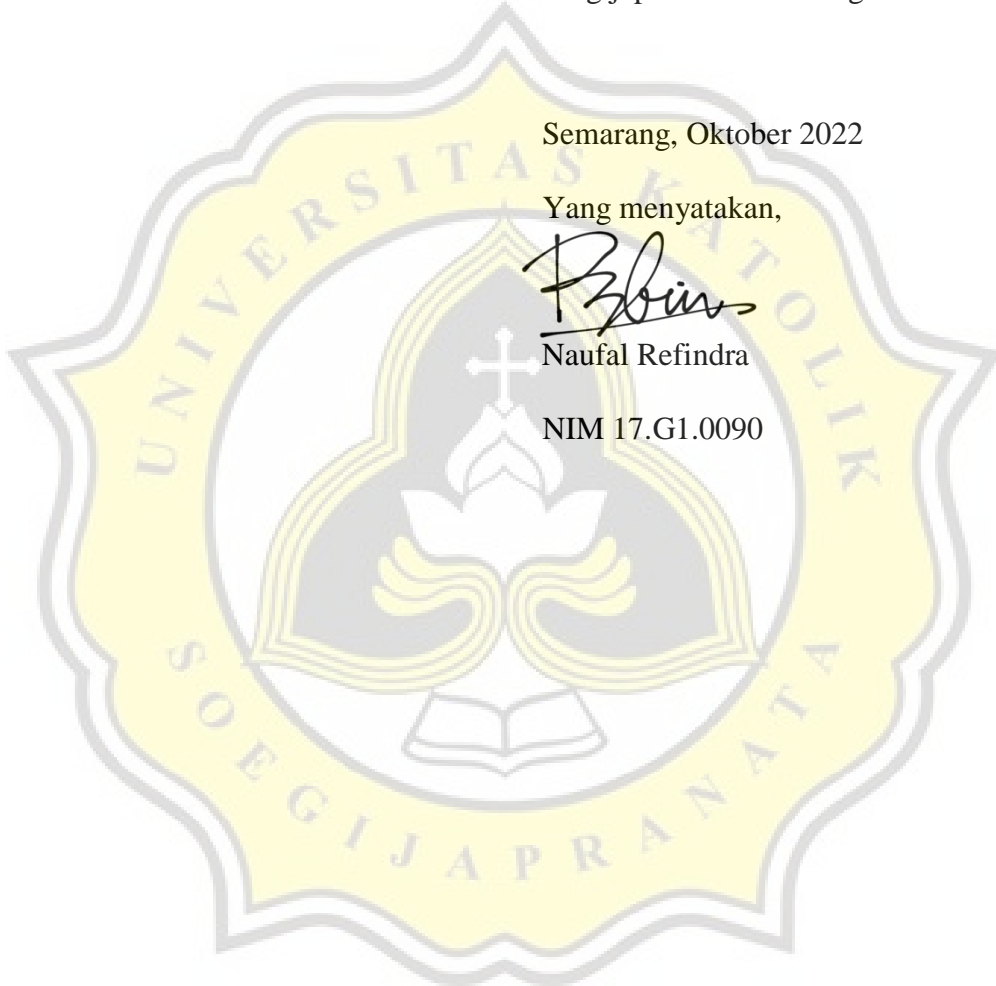 Semarang, Oktober 2022
Yang menyatakan,
Naufal Refindra
NIM 17.G1.0090
UNIVERSITAS KATOLIK
SOEGIJAPRANATA